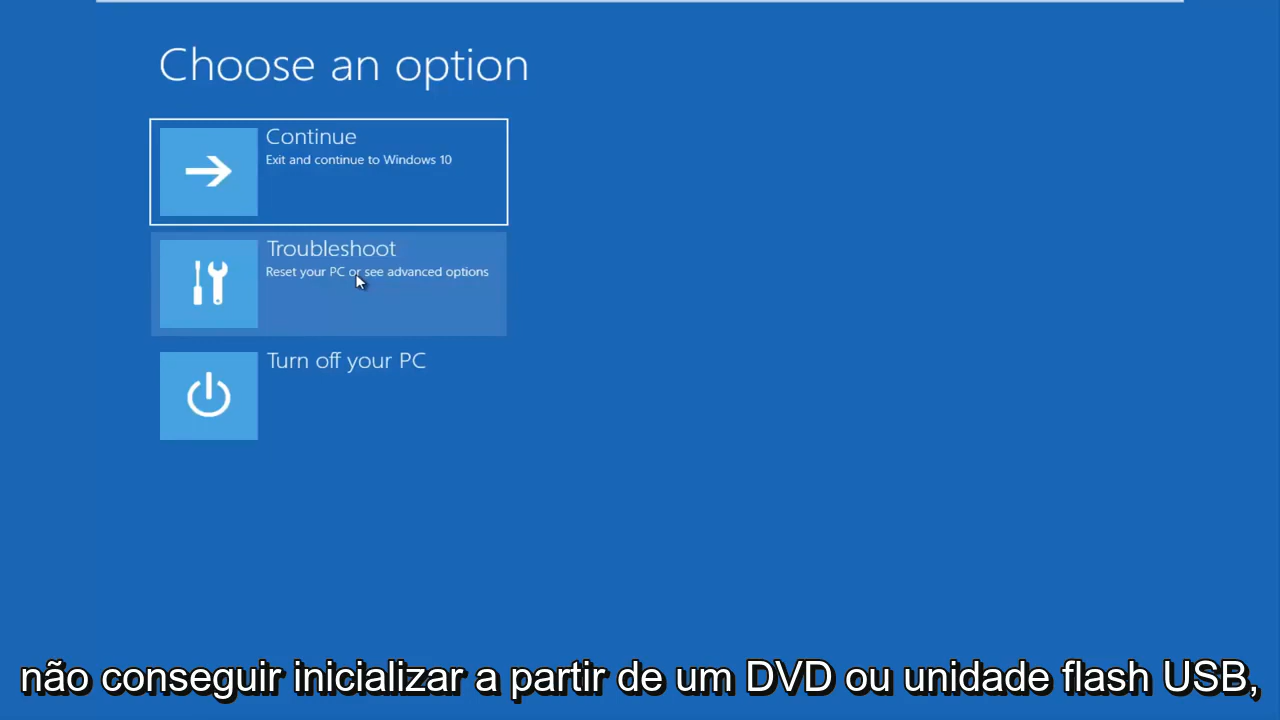 Choose an option
Continue
Exit and continue to Windows 10
Troubleshoot
Reset your PC or see advanced options
Turn off your PC
não conseguir inicializar a partir de um DVD ou unidade flash USB,